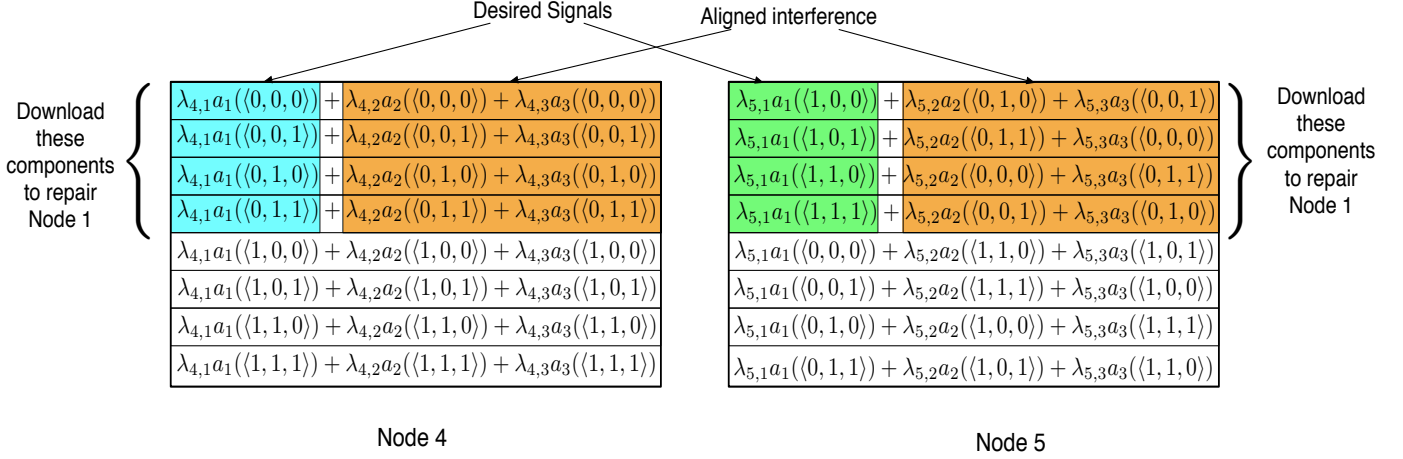 Desired Signals
Aligned interference
Download
these
components
to repair
Node 1
λ4,1a1(⟨0, 0, 0⟩) + λ4,2a2(⟨0, 0, 0⟩) + λ4,3a3(⟨0, 0, 0⟩)
λ4,1a1(⟨0, 0, 1⟩) + λ4,2a2(⟨0, 0, 1⟩) + λ4,3a3(⟨0, 0, 1⟩)
λ4,1a1(⟨0, 1, 0⟩) + λ4,2a2(⟨0, 1, 0⟩) + λ4,3a3(⟨0, 1, 0⟩)
λ4,1a1(⟨0, 1, 1⟩) + λ4,2a2(⟨0, 1, 1⟩) + λ4,3a3(⟨0, 1, 1⟩)
λ4,1a1(⟨1, 0, 0⟩) + λ4,2a2(⟨1, 0, 0⟩) + λ4,3a3(⟨1, 0, 0⟩)
λ4,1a1(⟨1, 0, 1⟩) + λ4,2a2(⟨1, 0, 1⟩) + λ4,3a3(⟨1, 0, 1⟩)
λ4,1a1(⟨1, 1, 0⟩) + λ4,2a2(⟨1, 1, 0⟩) + λ4,3a3(⟨1, 1, 0⟩)
λ4,1a1(⟨1, 1, 1⟩) + λ4,2a2(⟨1, 1, 1⟩) + λ4,3a3(⟨1, 1, 1⟩)
Node 4
λ5,1a1(⟨1, 0, 0⟩) + λ5,2a2(⟨0, 1, 0⟩) + λ5,3a3(⟨0, 0, 1⟩)
λ5,1a1(⟨1, 0, 1⟩) + λ5,2a2(⟨0, 1, 1⟩) + λ5,3a3(⟨0, 0, 0⟩)
λ5,1a1(⟨1, 1, 0⟩) + λ5,2a2(⟨0, 0, 0⟩) + λ5,3a3(⟨0, 1, 1⟩)
λ5,1a1(⟨1, 1, 1⟩) + λ5,2a2(⟨0, 0, 1⟩) + λ5,3a3(⟨0, 1, 0⟩)
λ5,1a1(⟨0, 0, 0⟩) + λ5,2a2(⟨1, 1, 0⟩) + λ5,3a3(⟨1, 0, 1⟩)
λ5,1a1(⟨0, 0, 1⟩) + λ5,2a2(⟨1, 1, 1⟩) + λ5,3a3(⟨1, 0, 0⟩)
λ5,1a1(⟨0, 1, 0⟩) + λ5,2a2(⟨1, 0, 0⟩) + λ5,3a3(⟨1, 1, 1⟩)
λ5,1a1(⟨0, 1, 1⟩) + λ5,2a2(⟨1, 0, 1⟩) + λ5,3a3(⟨1, 1, 0⟩)
Node 5
Download
these
components
to repair
Node 1